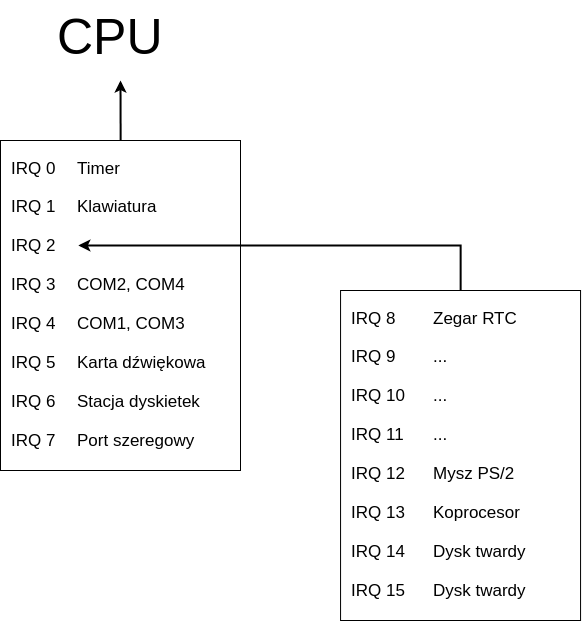 CPU
IRQ 0 Timer
IRQ 1 Klawiatura
IRQ 2
IRQ 3 COM2, COM4
IRQ 4 COM1, COM3
IRQ 5 Karta dźwiękowa
IRQ 6 Stacja dyskietek
IRQ 7 Port szeregowy
IRQ 8 Zegar RTC
IRQ 9 ...
IRQ 10 ...
IRQ 11 ...
IRQ 12 Mysz PS/2
IRQ 13 Koprocesor
IRQ 14 Dysk twardy
IRQ 15 Dysk twardy